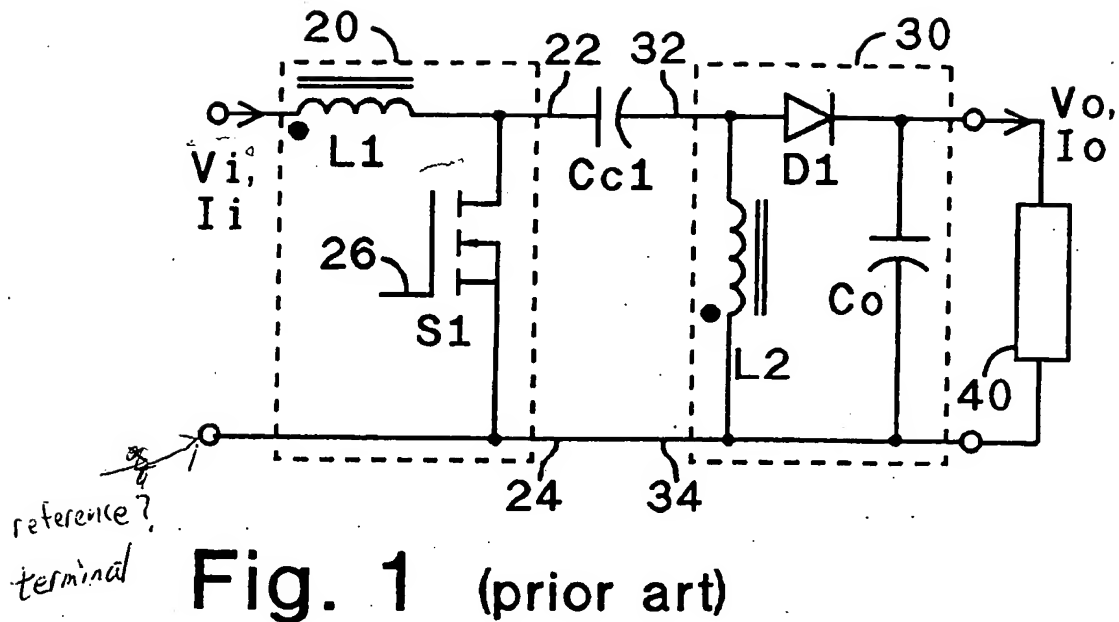 20
22
32
30
L1
Vi,
Ii
Cc1
D1
Vo,
Io
26
S1
Co
L2
40
24
34
reference?
terminal
Fig. 1 (prior art)